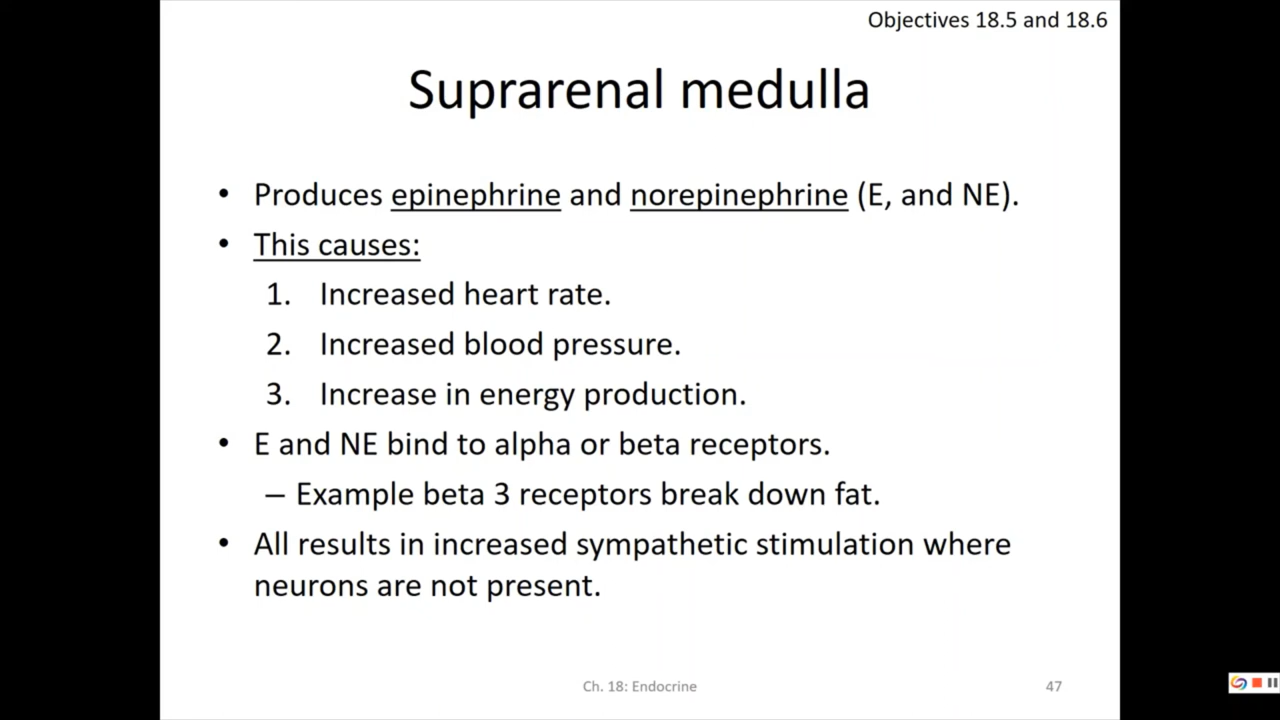 Objectives 18.5 and 18.6
Suprarenal medulla
• Produces epinephrine and norepinephrine (E, and NE).
• This causes:
1. Increased heart rate.
2. Increased blood pressure.
3. Increase in energy production.
• E and NE bind to alpha or beta receptors.
– Example beta 3 receptors break down fat.
• All results in increased sympathetic stimulation where
neurons are not present.
Ch. 18: Endocrine
47